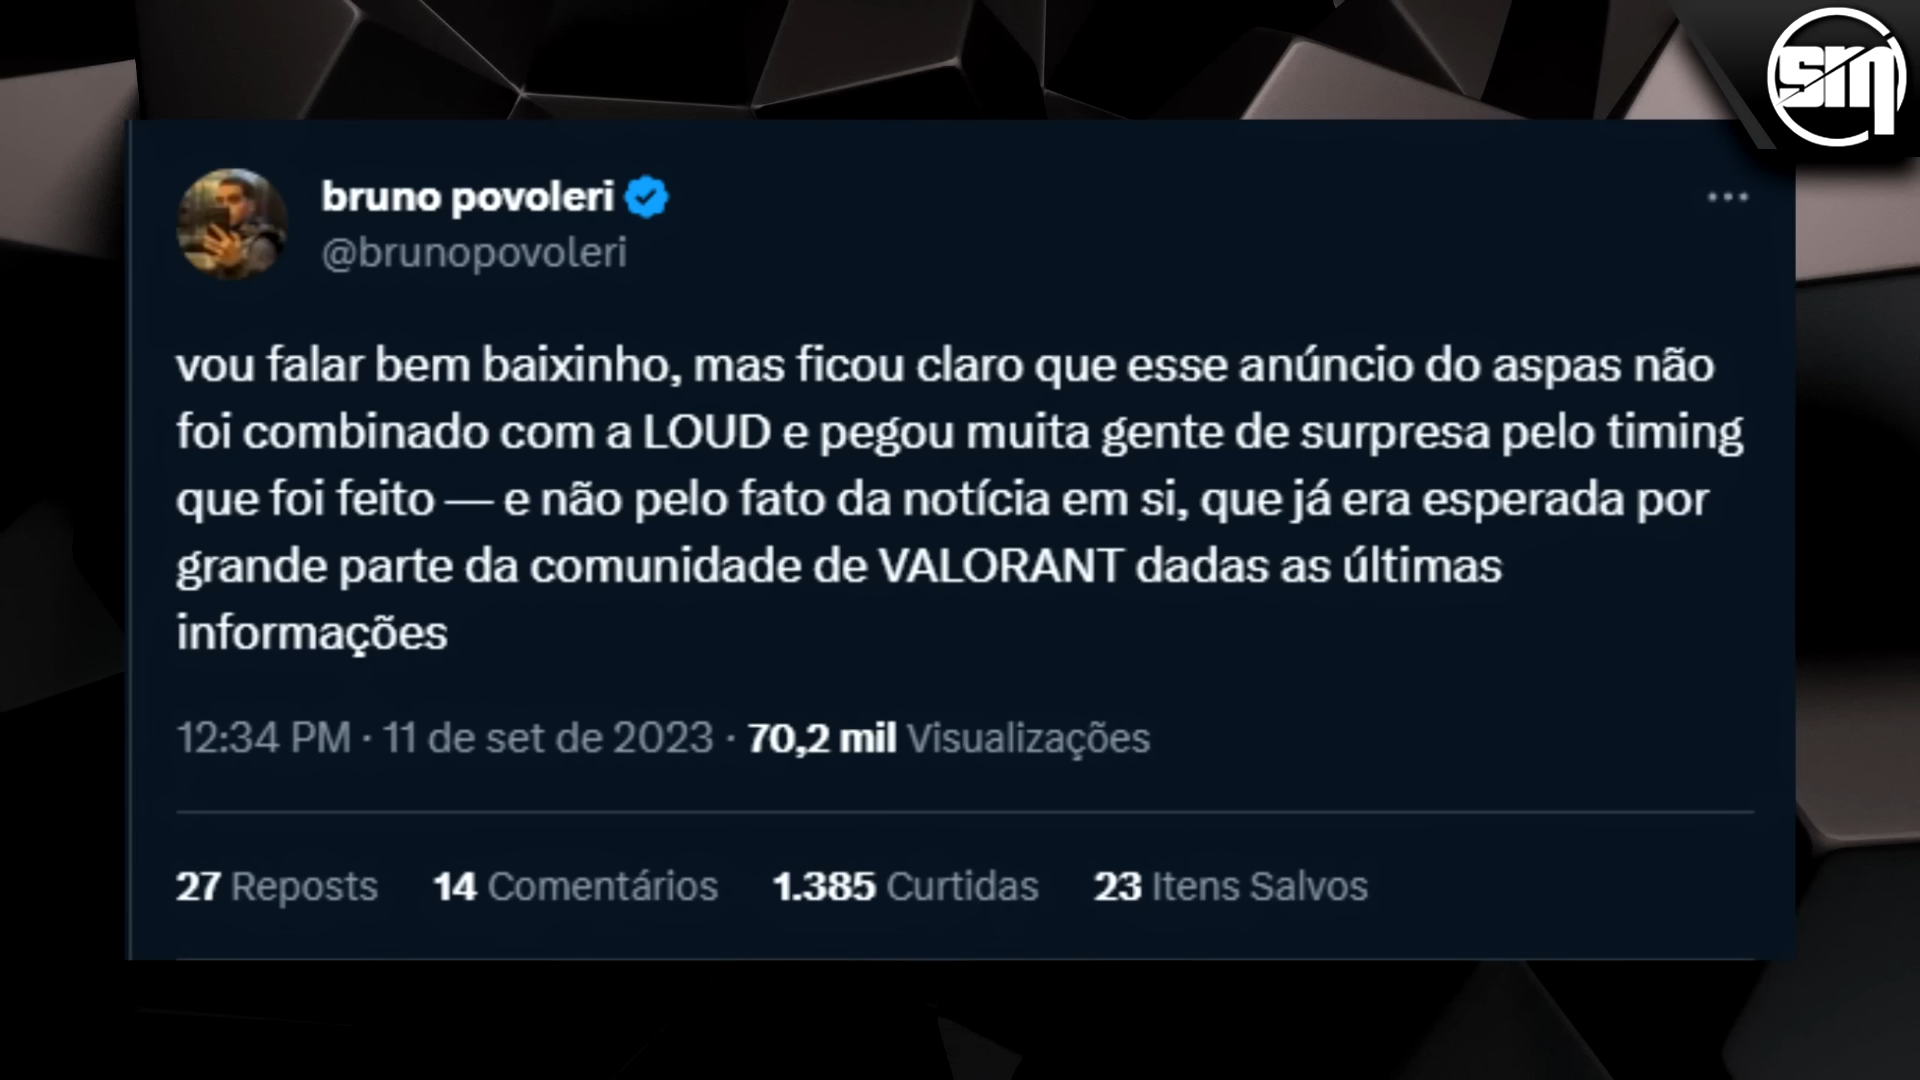 sm
bruno povoleri
@brunopovoleri
vou falar bem baixinho, mas ficou claro que esse anúncio do aspas não
foi combinado com a LOUD e pegou muita gente de surpresa pelo timing
que foi feito — e não pelo fato da notícia em si, que já era esperada por
grande parte da comunidade de VALORANT dadas as últimas
informações
12:34 PM · 11 de set de 2023 · 70,2 mil Visualizações
27 Reposts 14 Comentários 1.385 Curtidas 23 Itens Salvos